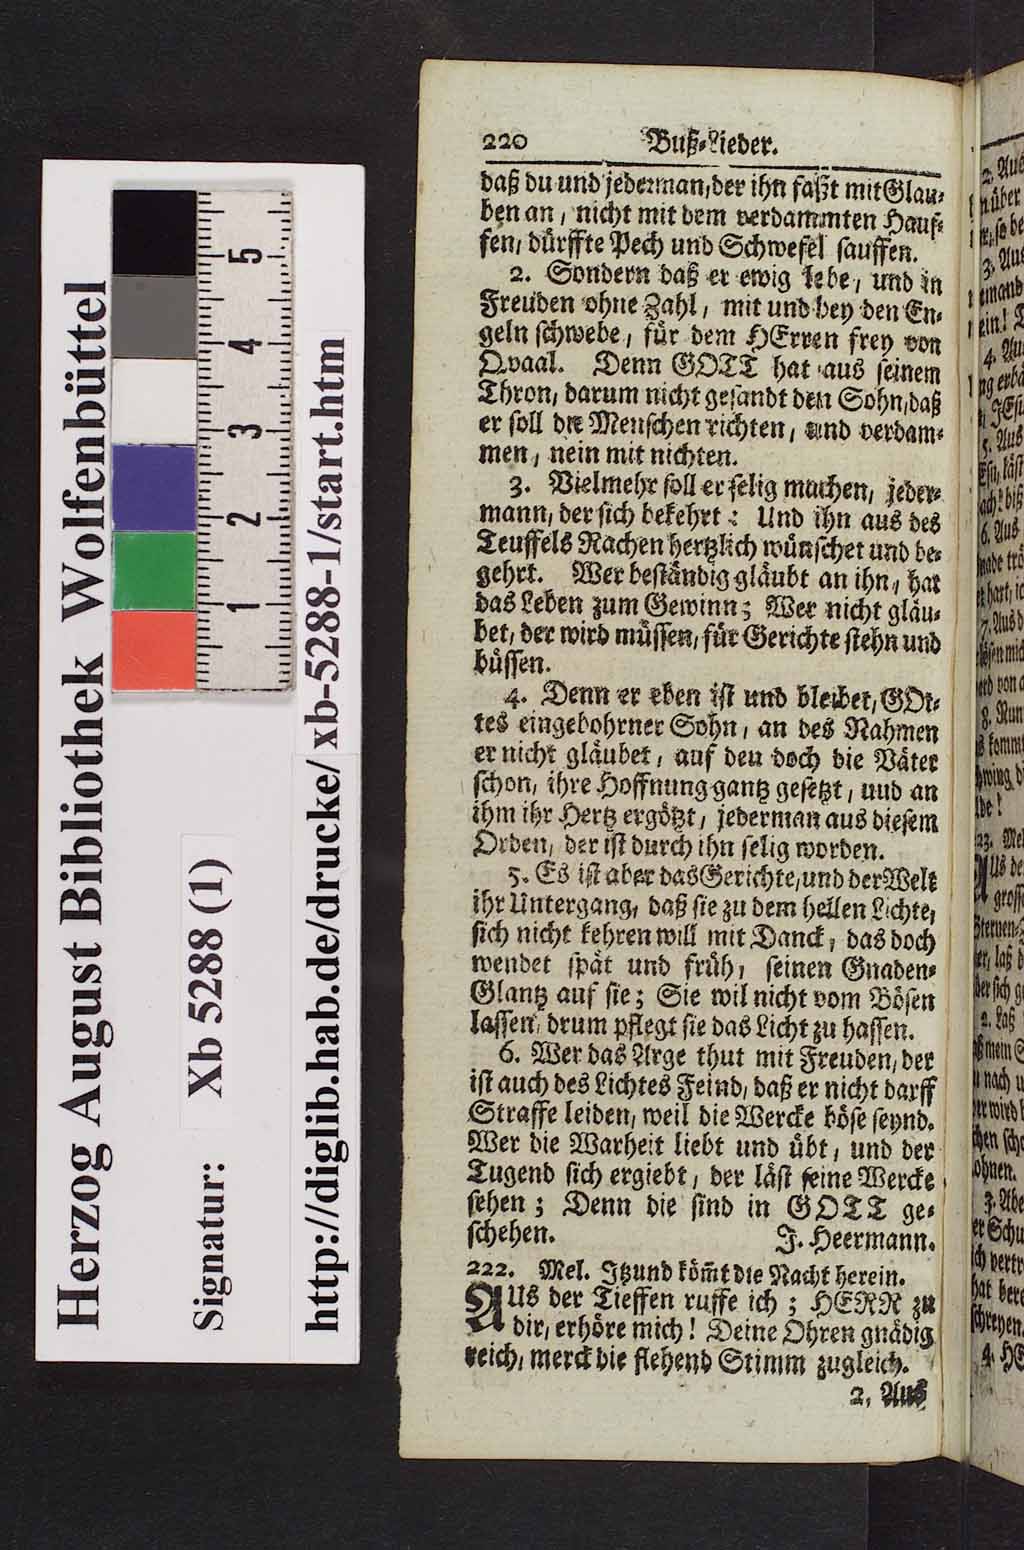 220 Buß-Lieder.
daß du und jederman, der ihn faßt mit Glau-
ben an, nicht mit dem verdammten Hauf-
fen, dürffte Pech und Schwefel sauffen.
2. Sondern daß er ewig lebe, und in
Freuden ohne Zahl, mit und bey den En-
geln schwebe, für dem HErren frey von
Qvaal. Denn GOTT hat aus seinem
Thron, darum nicht gesandt den Sohn, daß
er soll die Menschen richten, und verdam-
men, nein mit nichten.
3. Vielmehr soll er selig machen, jeder-
mann, der sich bekehrt: Und ihn aus des
Teuffels Rachen hertzlich wünschet und be-
gehrt. Wer beständig gläubt an ihn, hat
das Leben zum Gewinn; Wer nicht gläu-
bet, der wird müssen, für Gerichte stehn und
büssen.
4. Denn er eben ist und bleibet, GOt-
tes eingebohrner Sohn, an des Nahmen
er nicht gläubet, auf den doch die Väter
schon, ihre Hoffnung gantz gesetzt, uud an
ihm ihr Hertz ergötzt, jederman aus diesem
Orden, der ist durch ihn selig worden.
5. Es ist aber das Gerichte, und der Welt
ihr Untergang, daß sie zu dem hellen Lichte,
sich nicht kehren will mit Danck, das doch
wendet spät und früh, seinen Gnaden-
Glantz auf sie; Sie wil nicht vom Bösen
lassen, drum pflegt sie das Licht zu hassen.
6. Wer das Arge thut mit Freuden, der
ist auch des Lichtes Feind, daß er nicht darff
Straffe leiden, weil die Wercke böse seynd.
Wer die Warheit liebt und übt, und der
Tugend sich ergiebt, der läst seine Wercke
sehen; Denn die sind in GOTT ge-
schehen. J. Heermann.
222. Mel. Itzund köm̃t die Nacht herein.
AUs der Tieffen ruffe ich; HERR zu
dir, erhöre mich! Deine Ohren gnädig
reich, merck die flehend Stimm zugleich.
2. Aus
Herzog August Bibliothek Wolfenbüttel
Signatur: Xb 5288 (1)
http://diglib.hab.de/drucke/ xb-5288-1/start.htm
5
4
3
2
1